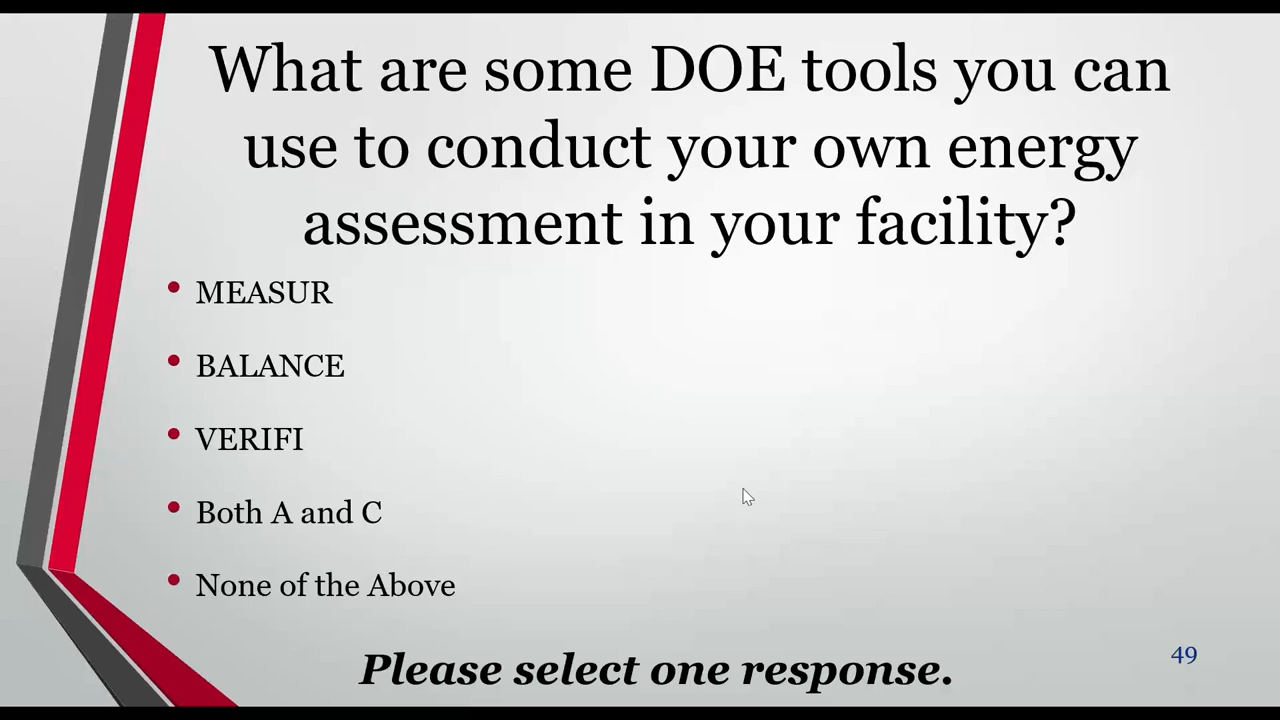 What are some DOE tools you can
use to conduct your own energy
assessment in your facility?
• MEASUR
• BALANCE
• VERIFI
• Both A and C
• None of the Above
Please select one response.
49